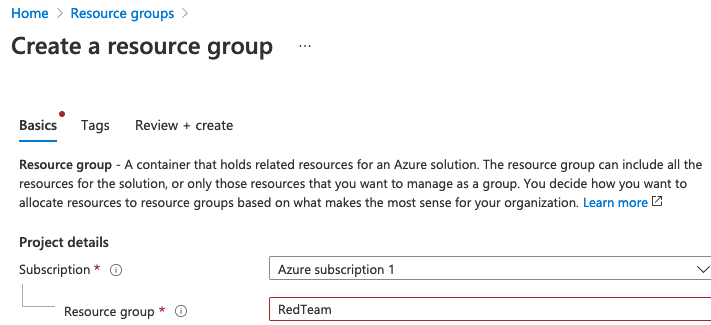 Home > Resource groups >
Create a resource group ...
Basics Tags Review + create
Resource group - A container that holds related resources for an Azure solution. The resource group can include all the
resources for the solution, or only those resources that you want to manage as a group. You decide how you want to
allocate resources to resource groups based on what makes the most sense for your organization. Learn more
Project details
Subscription * Azure subscription 1
Resource group * RedTeam